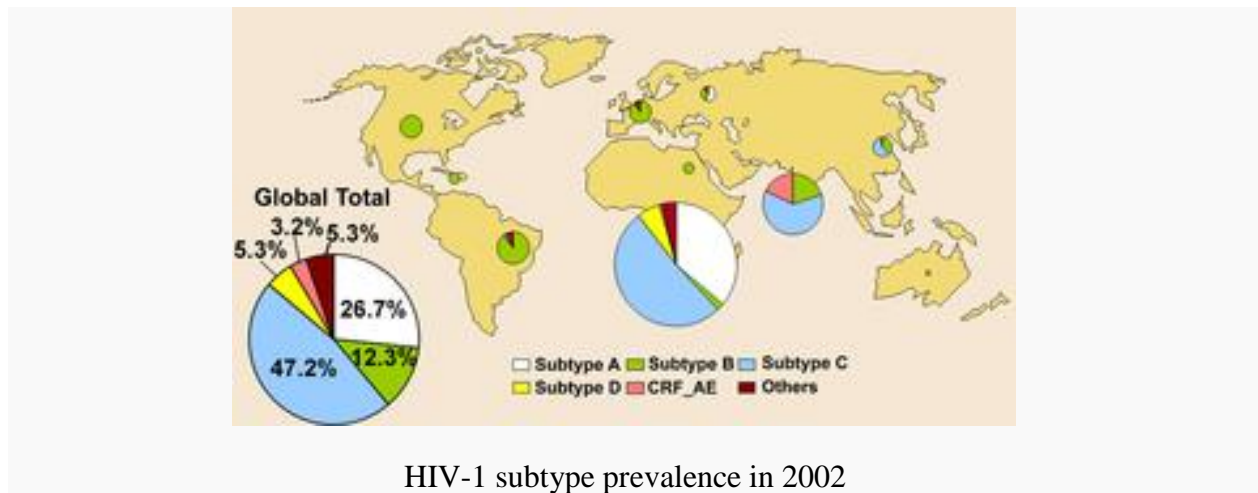 Global Total
3.2%
5.3%
5.3%
26.7%
12.3%
47.2%
Subtype A Subtype B Subtype C
Subtype D CRF_AE Others
HIV-1 subtype prevalence in 2002